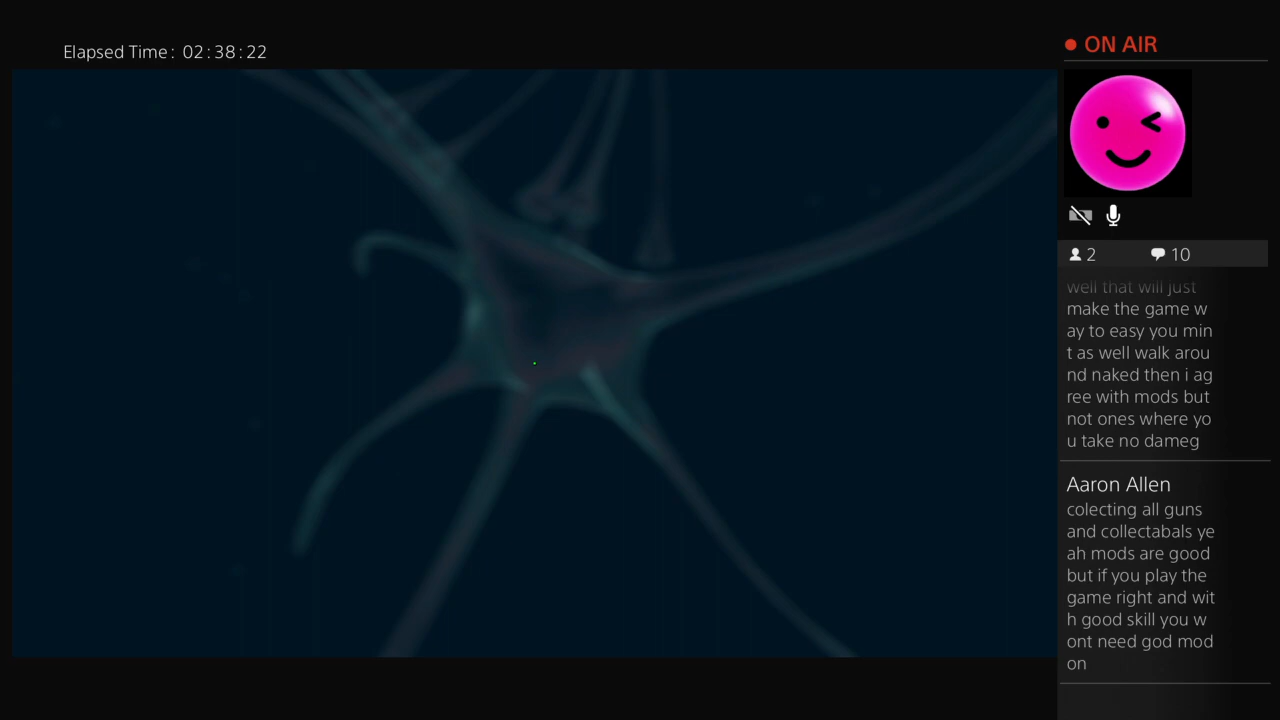 Elapsed Time: 02:38:22
ON AIR
2 10
well that will just
make the game w
ay to easy you min
t as well walk arou
nd naked then i ag
ree with mods but
not ones where yo
u take no dameg
Aaron Allen
colecting all guns
and collectabals ye
ah mods are good
but if you play the
game right and wit
h good skill you w
ont need god mod
on